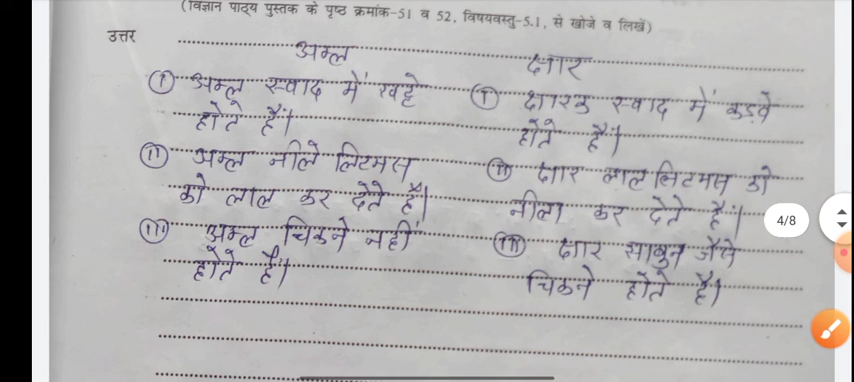 (विज्ञान पाठ्य पुस्तक के पृष्ठ क्रमांक-51 व 52, विषयवस्तु-5.1, से खोजे व लिखें)
उत्तर
अम्ल
क्षार
(i) अम्ल स्वाद में खट्टे
होते हैं।
(i) क्षारक स्वाद में कड़वे
होते हैं।
(ii) अम्ल नीले लिटमस
को लाल कर देते हैं।
(ii) क्षार लाल लिटमस को
नीला कर देते हैं।
(iii) अम्ल चिकने नहीं
होते हैं।
(iii) क्षार साबुन जैसे
चिकने होते हैं।
4/8